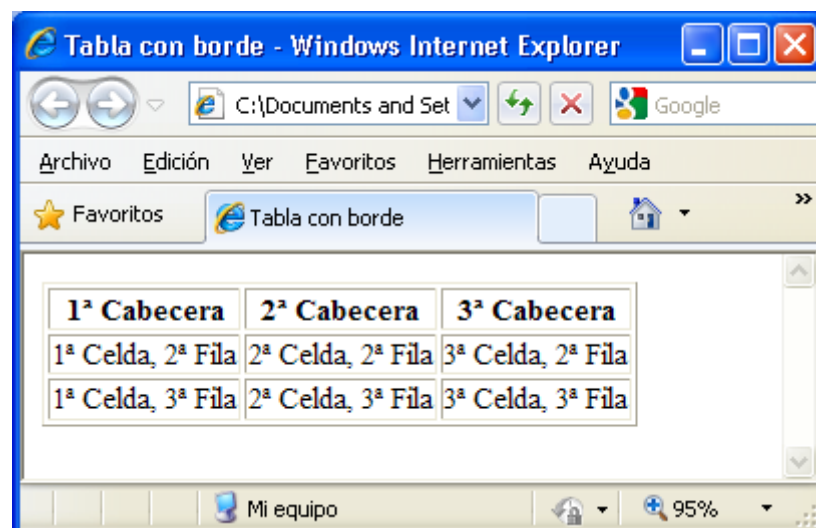 Tabla con borde - Windows Internet Explorer
C:\Documents and Set Google
Archivo Edición Ver Favoritos Herramientas Ayuda
Favoritos Tabla con borde »
1ª Cabecera 2ª Cabecera 3ª Cabecera
1ª Celda, 2ª Fila 2ª Celda, 2ª Fila 3ª Celda, 2ª Fila
1ª Celda, 3ª Fila 2ª Celda, 3ª Fila 3ª Celda, 3ª Fila
Mi equipo 95%